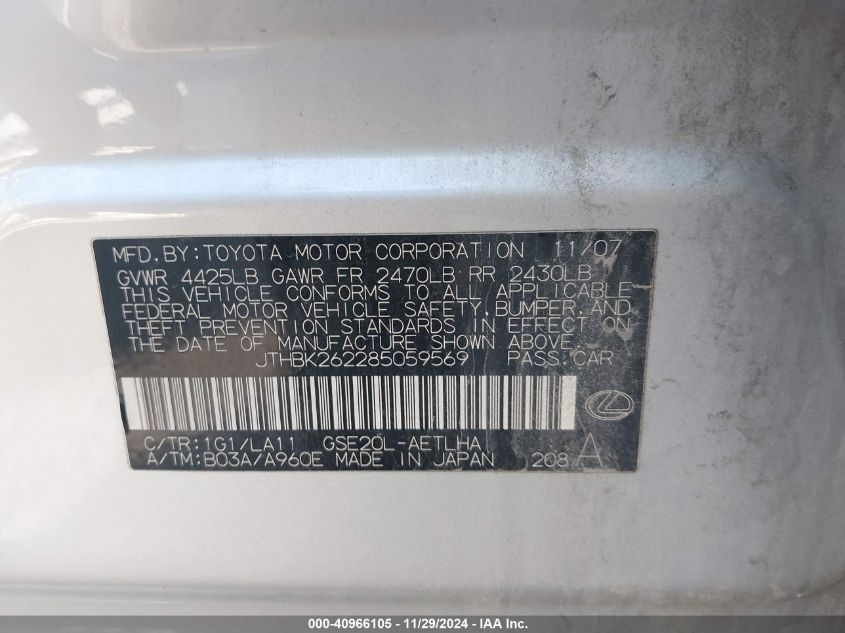 MFD.BY:TOYOTA MOTOR CORPORATION 11/07
GVWR 4425LB GAWR FR 2470LB RR 2430LB
THIS VEHICLE CONFORMS TO ALL APPLICABLE
FEDERAL MOTOR VEHICLE SAFETY,BUMPER,AND
THEFT PREVENTION STANDARDS IN EFFECT ON
THE DATE OF MANUFACTURE SHOWN ABOVE.
JTHBK262285059569 PASS.CAR
C/TR:1G1/LA11 GSE20L-AETLHA
A/TM:B03A/A960E MADE IN JAPAN 208 A
000-40966105 - 11/29/2024 - IAA Inc.